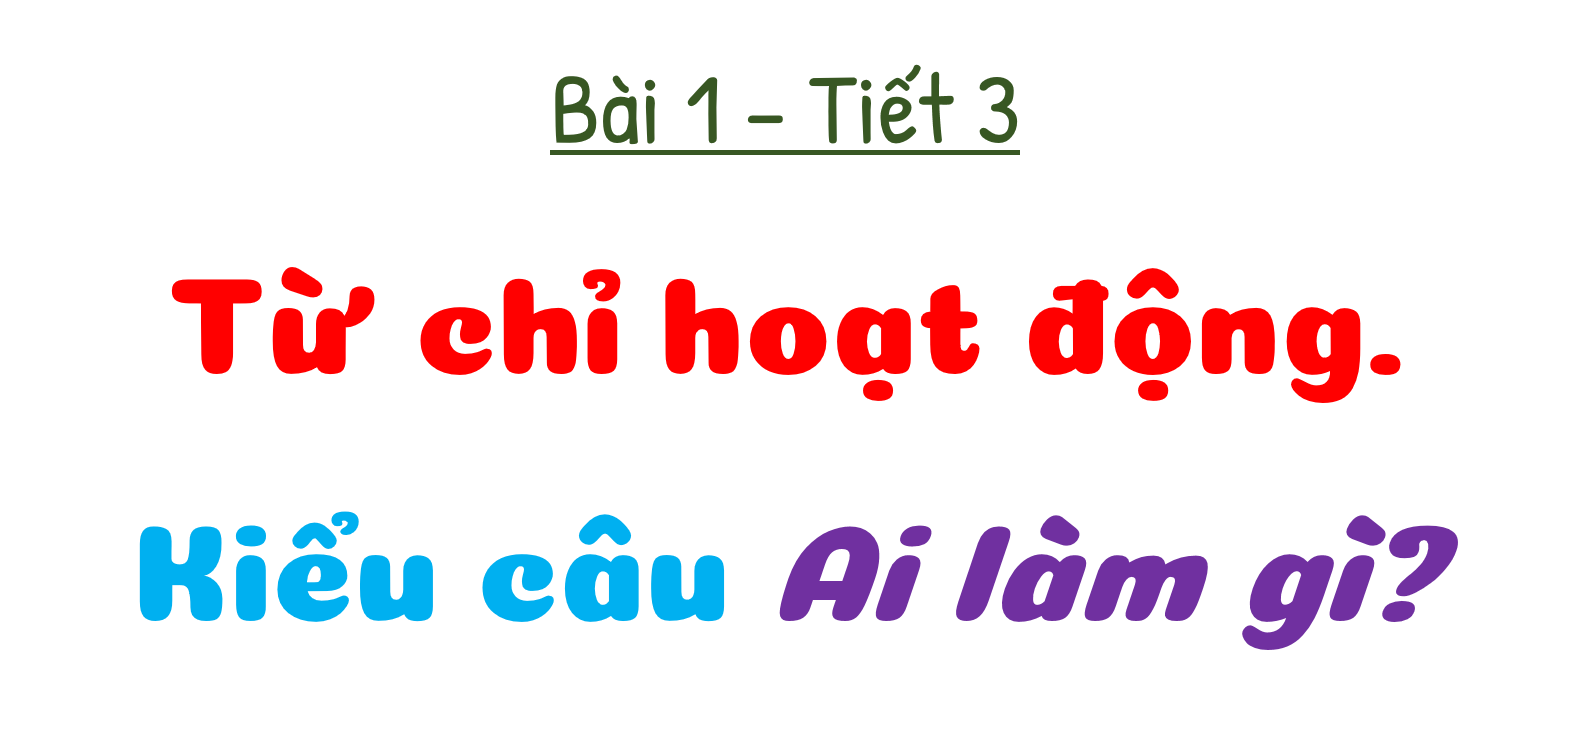 Bài 1 – Tiết 3
Từ chỉ hoạt động.
Kiểu câu Ai làm gì?